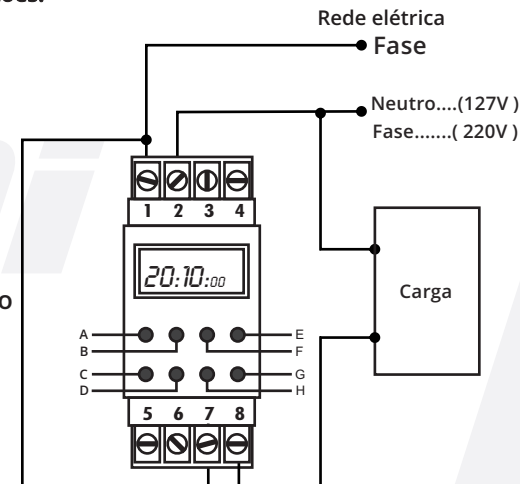 Rede elétrica
Fase
Neutro....(127V )
Fase.......( 220V )
1 2 3 4
20:10:00
Carga
A
B
C
D
E
F
G
H
5 6 7 8